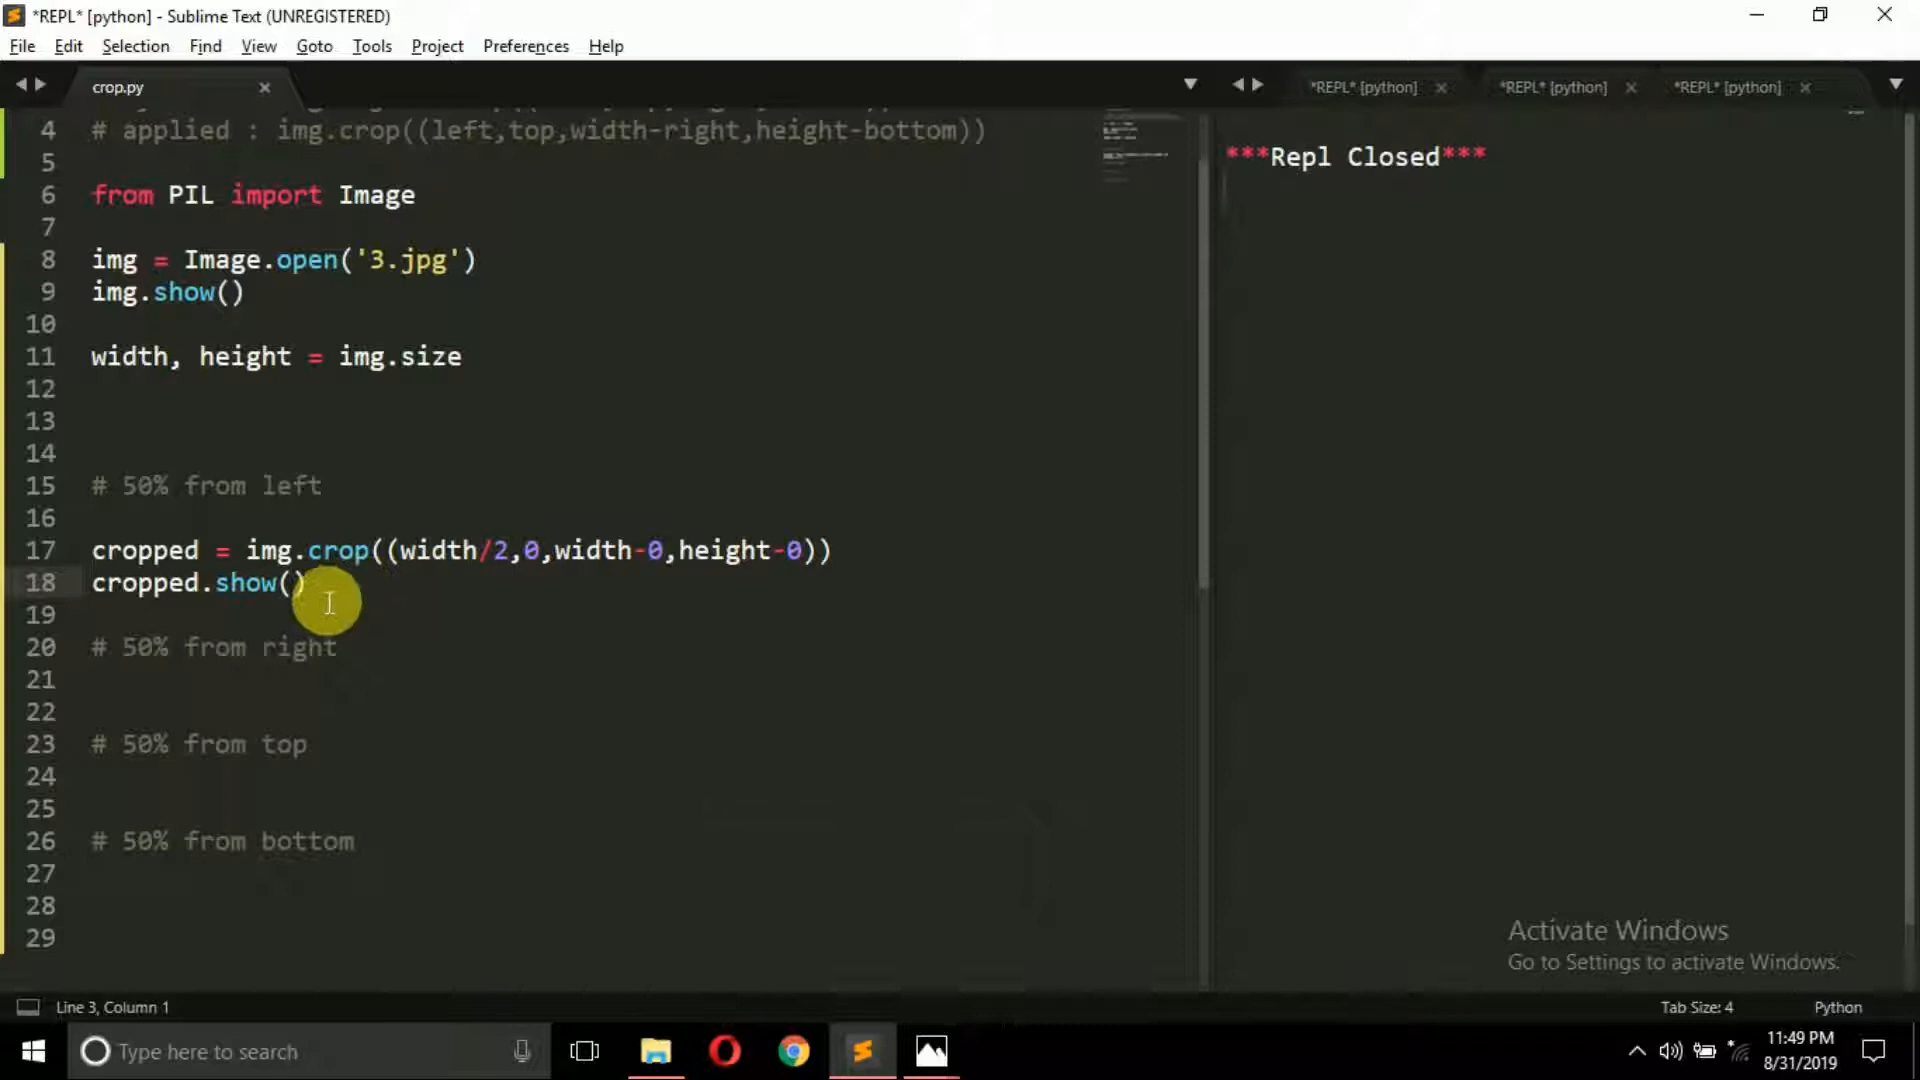 *REPL* [python] - Sublime Text (UNREGISTERED)
File Edit Selection Find View Goto Tools Project Preferences Help
crop.py
*REPL* [python] *REPL* [python] *REPL* [python]
4 # applied : img.crop((left,top,width-right,height-bottom))
5
6 from PIL import Image
7
8 img = Image.open('3.jpg')
9 img.show()
10
11 width, height = img.size
12
13
14
15 # 50% from left
16
17 cropped = img.crop((width/2,0,width-0,height-0))
18 cropped.show()
19
20 # 50% from right
21
22
23 # 50% from top
24
25
26 # 50% from bottom
27
28
29
***Repl Closed***
Activate Windows
Go to Settings to activate Windows.
Line 3, Column 1
Tab Size: 4 Python
Type here to search
11:49 PM
8/31/2019